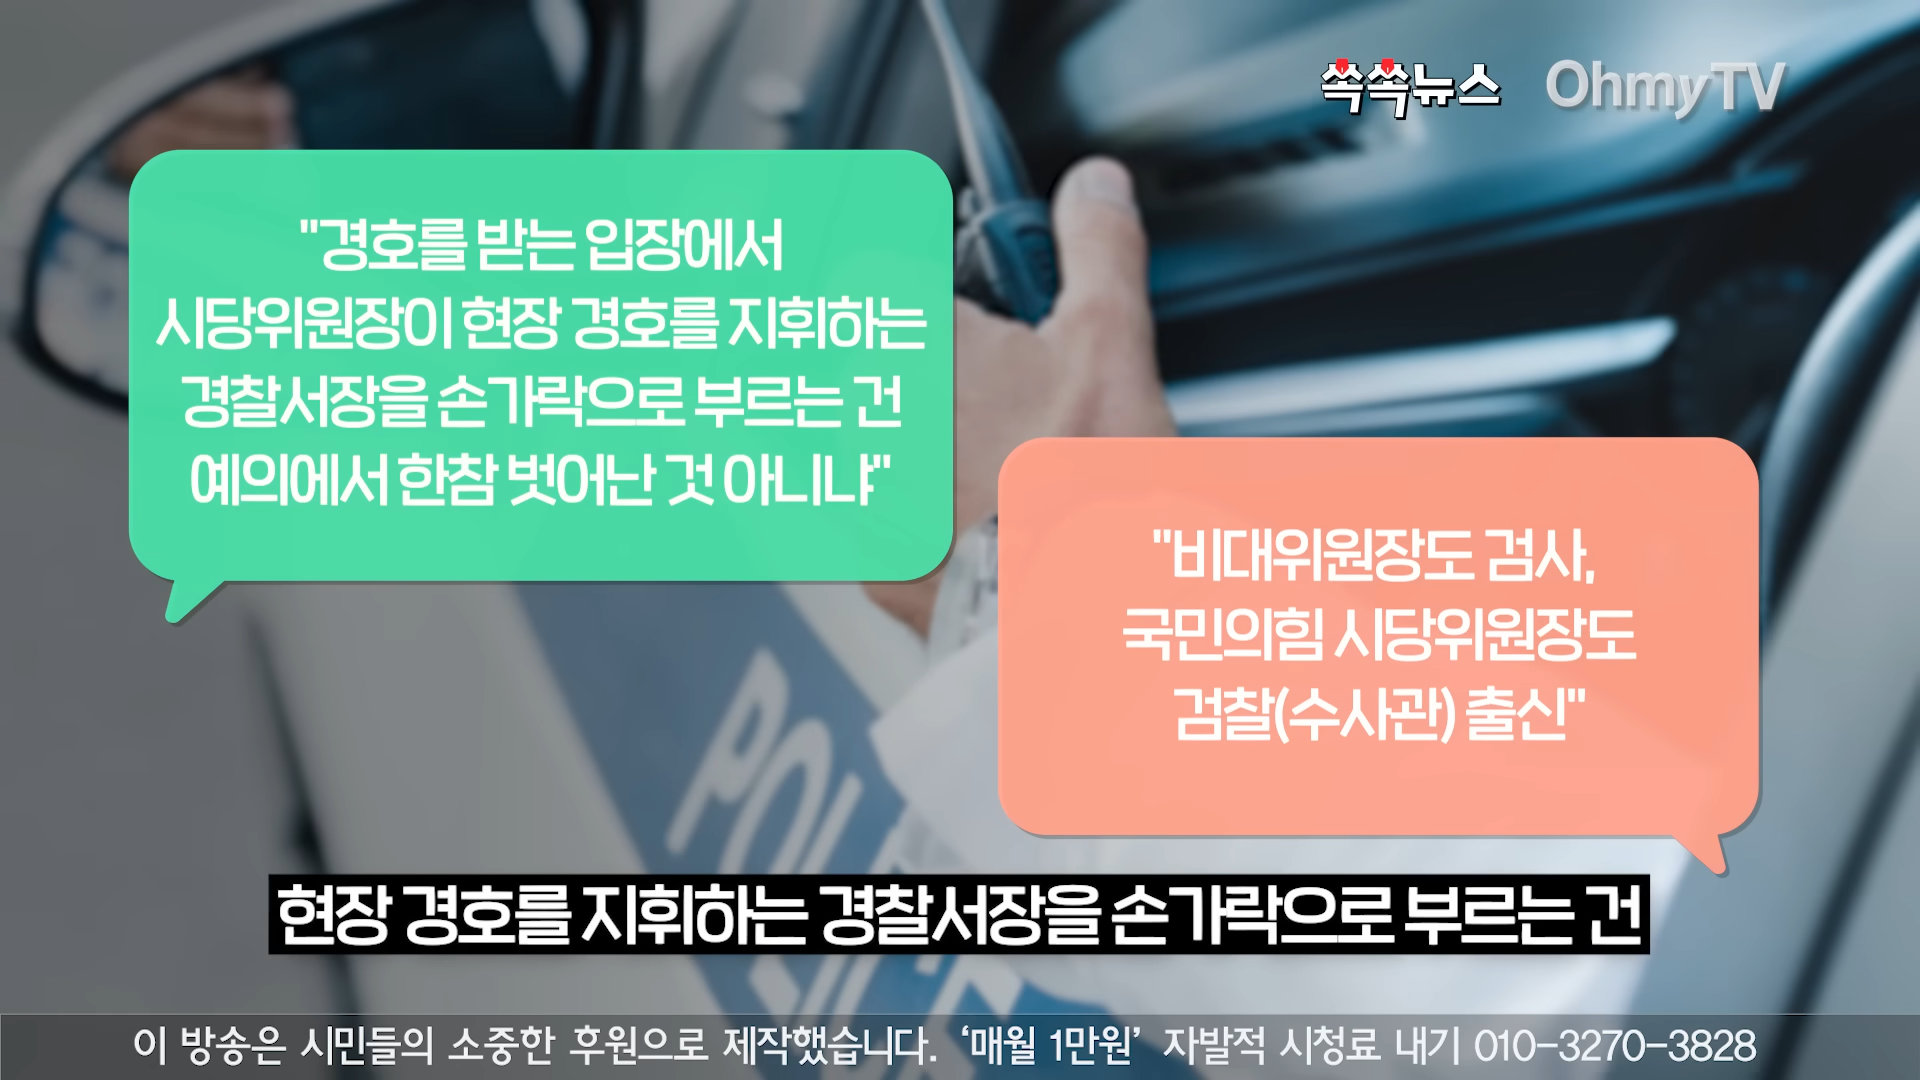 쏙쏙뉴스 OhmyTV
"경호를 받는 입장에서
시당위원장이 현장 경호를 지휘하는
경찰서장을 손가락으로 부르는 건
예의에서 한참 벗어난 것 아니냐"
"비대위원장도 검사,
국민의힘 시당위원장도
검찰(수사관) 출신"
POLICE
현장 경호를 지휘하는 경찰서장을 손가락으로 부르는 건
이 방송은 시민들의 소중한 후원으로 제작했습니다. ‘매월 1만원’ 자발적 시청료 내기 010-3270-3828